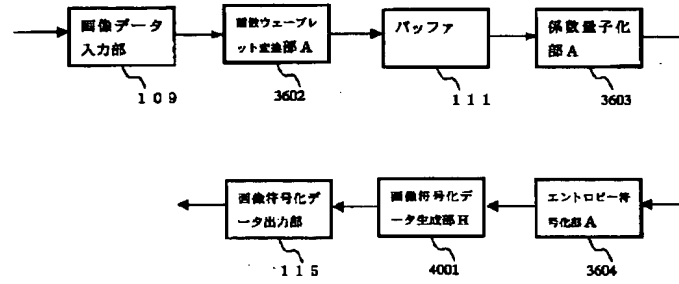 画像データ
入力部
離散ウェーブレ
ット変換部A
バッファ
係数量子化
部A
109
3602
111
3603
画像符号化デ
ータ出力部
画像符号化デ
ータ生成部H
エントロピー符
号化部A
115
4001
3604